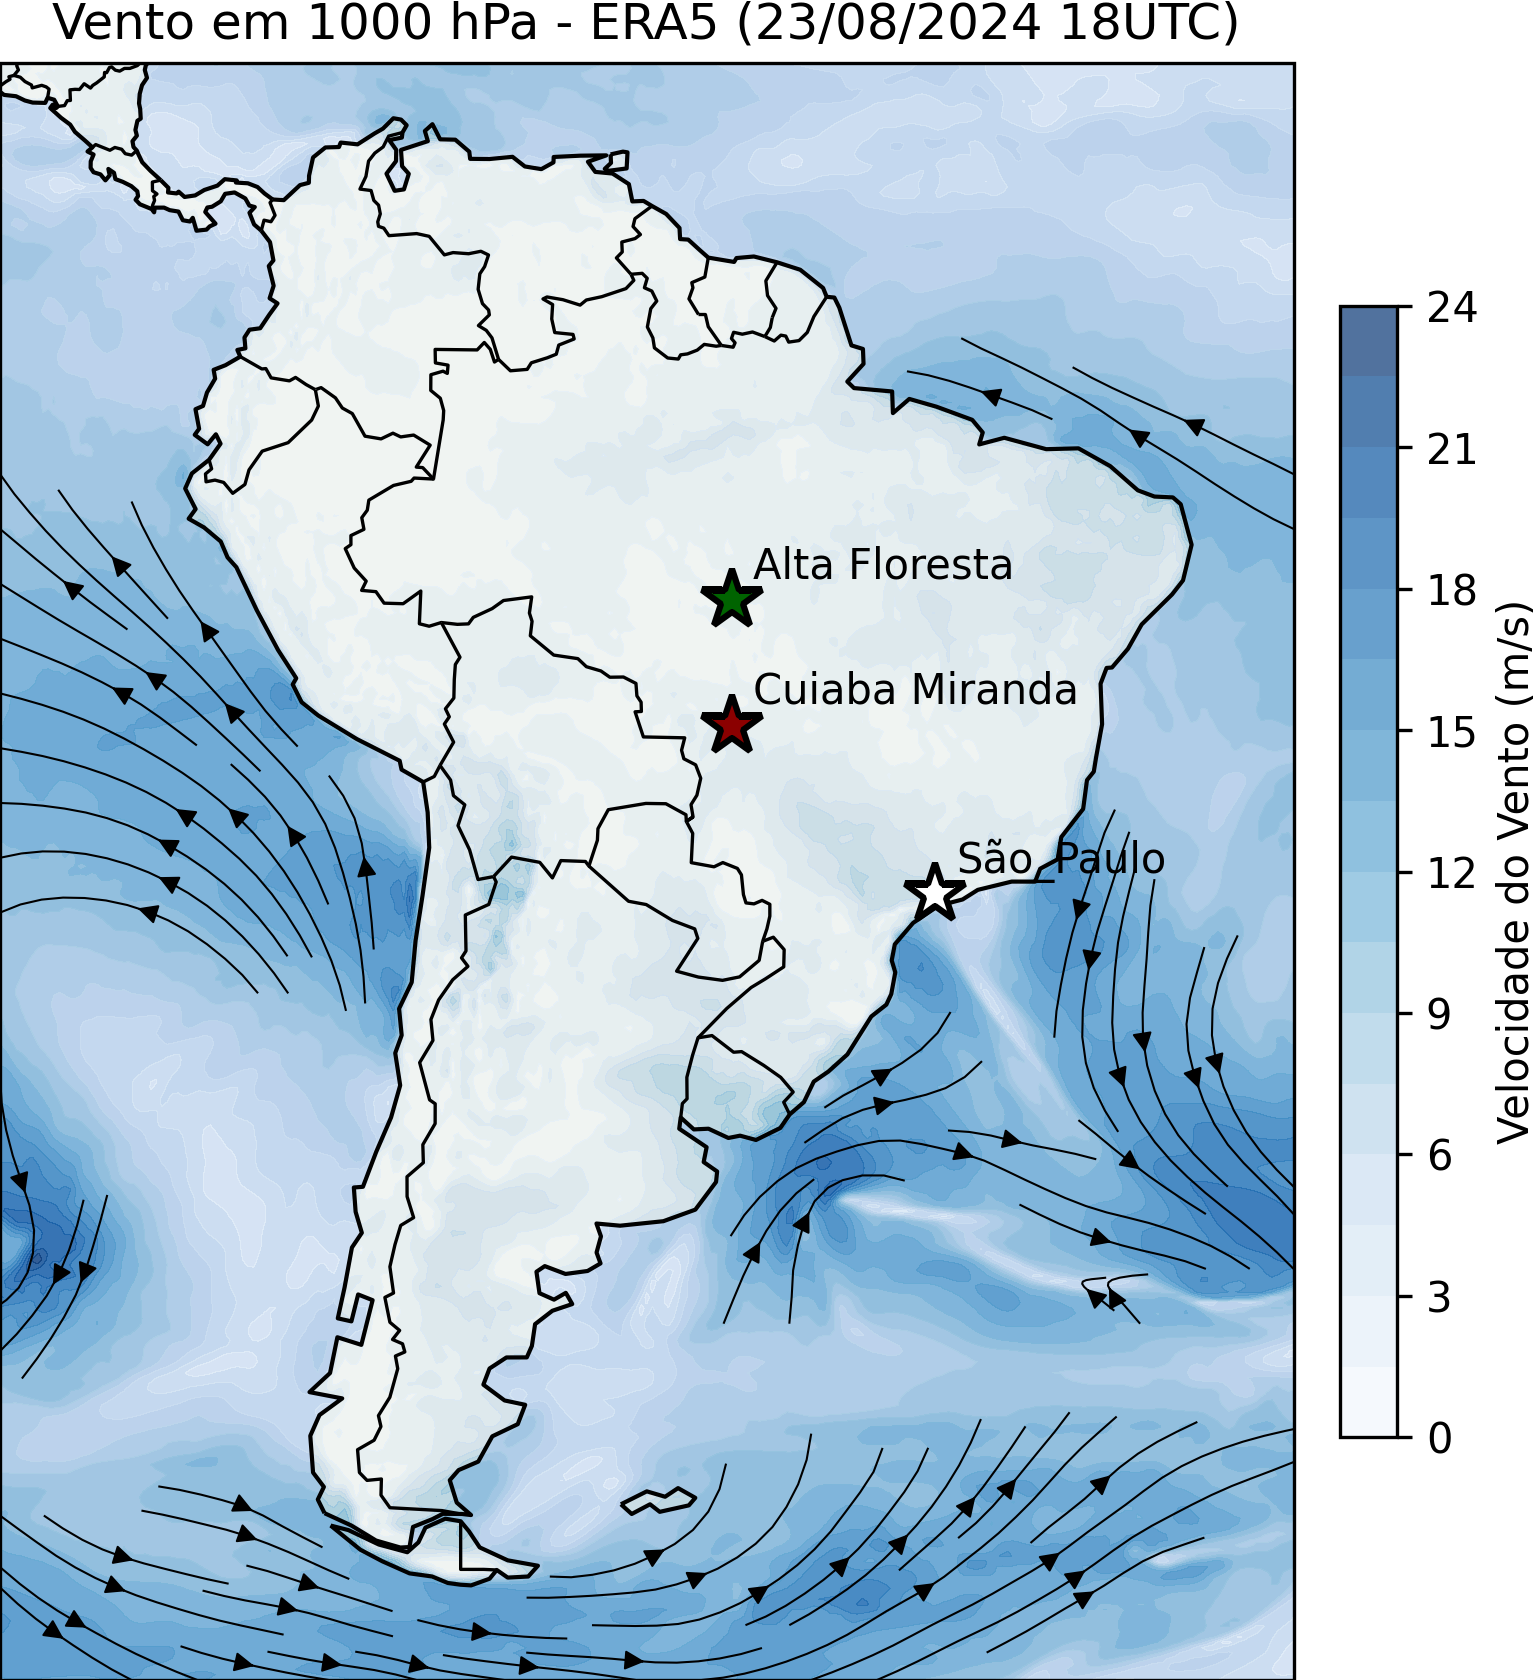 Vento em 1000 hPa - ERA5 (23/08/2024 18UTC)
Alta Floresta
Cuiaba Miranda
São Paulo
24
21
18
15
12
9
6
3
0
Velocidade do Vento (m/s)